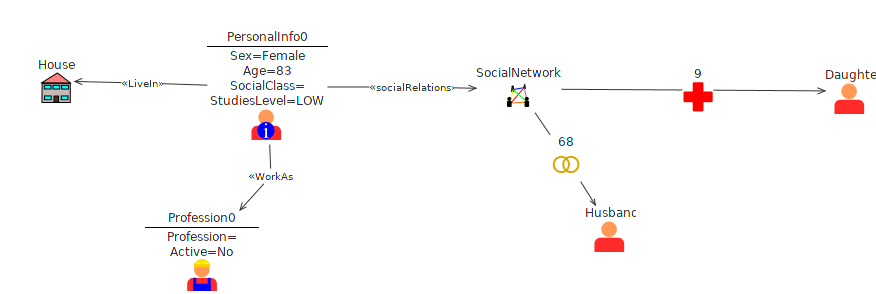 PersonalInfo0
Sex=Female
Age=83
SocialClass=
StudiesLevel=LOW
House
«LiveIn»
«socialRelations»
SocialNetwork
9
Daughte
68
Husbanc
«WorkAs
Profession0
Profession=
Active=No
i